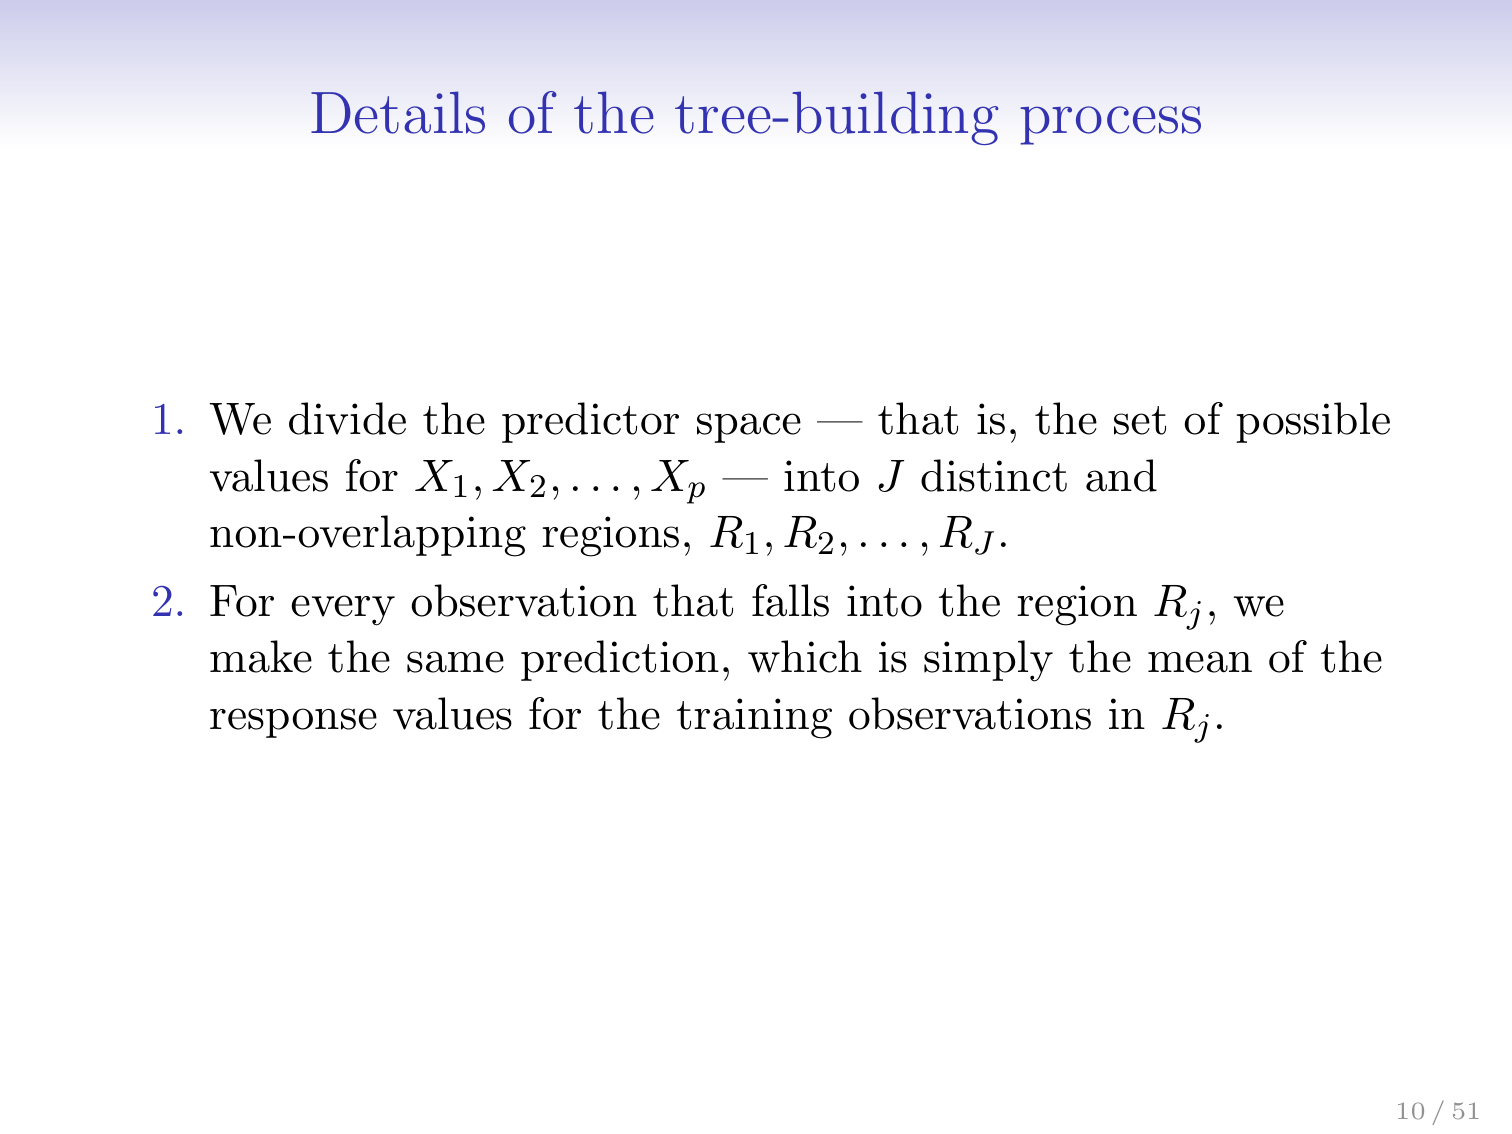 Details of the tree-building process
1. We divide the predictor space — that is, the set of possible
values for X₁, X₂, . . . , Xₚ — into J distinct and
non-overlapping regions, R₁, R₂, . . . , R_J.
2. For every observation that falls into the region Rⱼ, we
make the same prediction, which is simply the mean of the
response values for the training observations in Rⱼ.
10 / 51